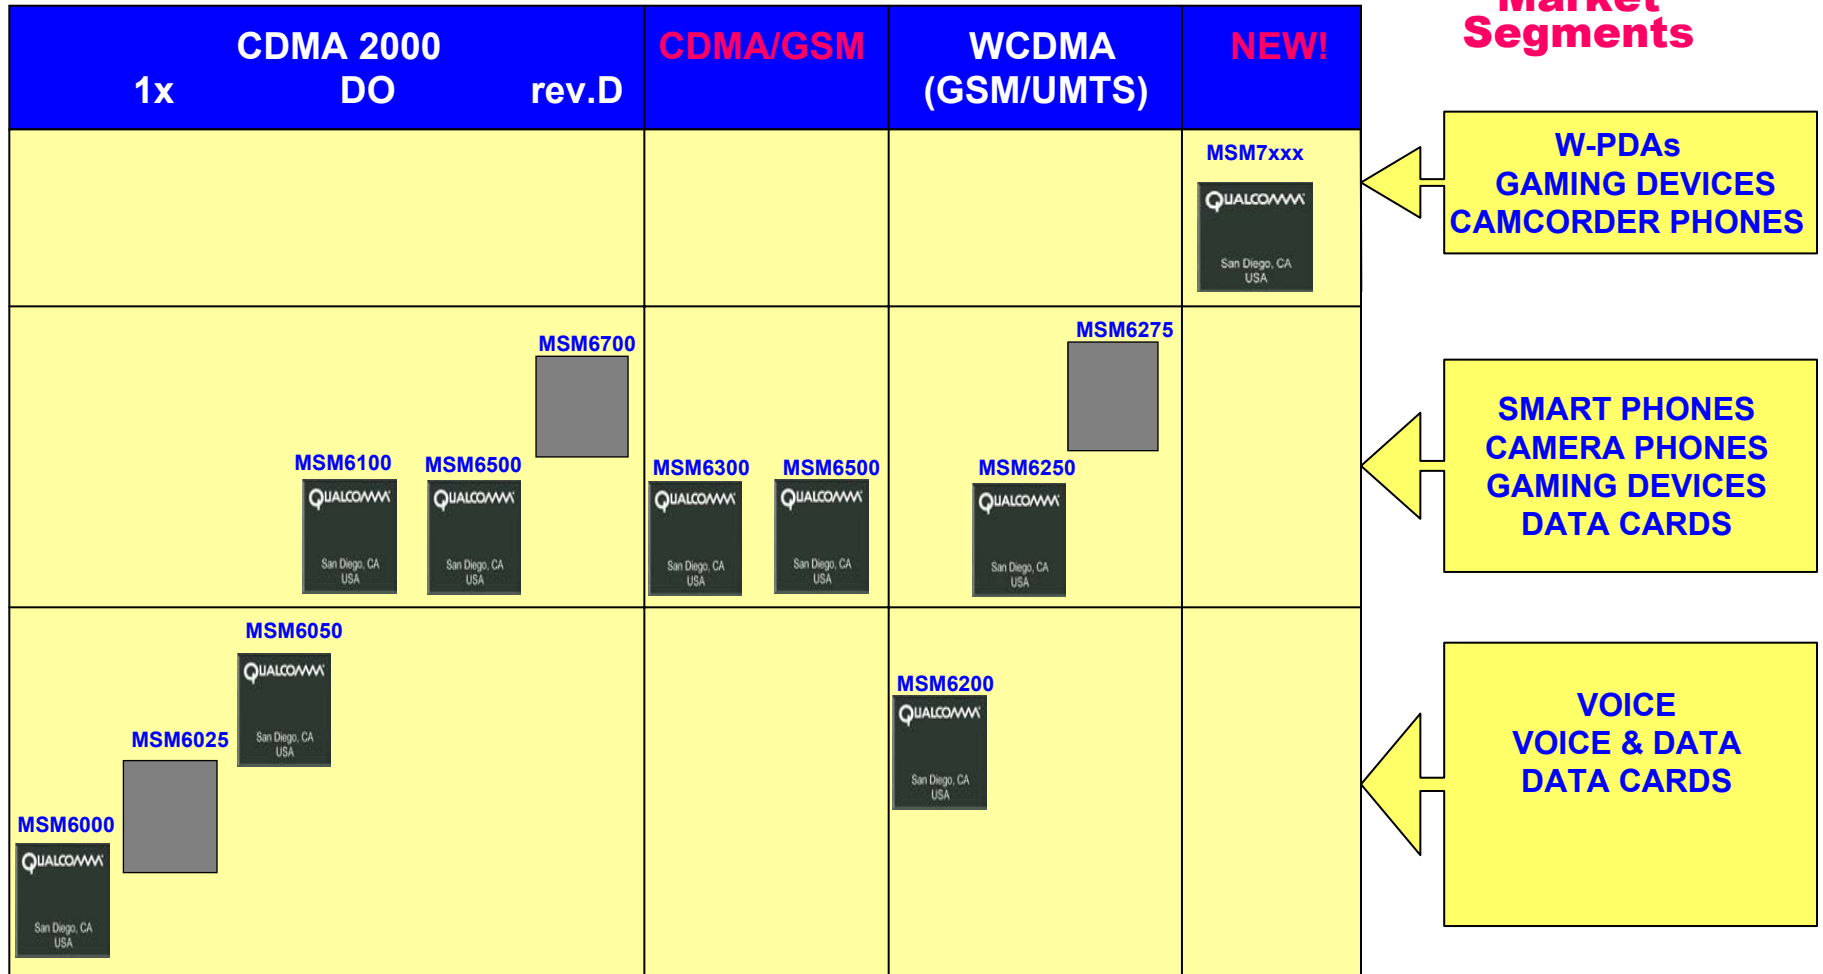 Market
Segments
CDMA 2000
1x DO rev.D
CDMA/GSM
WCDMA
(GSM/UMTS)
NEW!
MSM7xxx
QUALCOMM
San Diego, CA
USA
W-PDAs
GAMING DEVICES
CAMCORDER PHONES
MSM6700
MSM6275
MSM6100
QUALCOMM
San Diego, CA
USA
MSM6500
QUALCOMM
San Diego, CA
USA
MSM6300
QUALCOMM
San Diego, CA
USA
MSM6500
QUALCOMM
San Diego, CA
USA
MSM6250
QUALCOMM
San Diego, CA
USA
SMART PHONES
CAMERA PHONES
GAMING DEVICES
DATA CARDS
MSM6050
QUALCOMM
San Diego, CA
USA
MSM6025
MSM6000
QUALCOMM
San Diego, CA
USA
MSM6200
QUALCOMM
San Diego, CA
USA
VOICE
VOICE & DATA
DATA CARDS